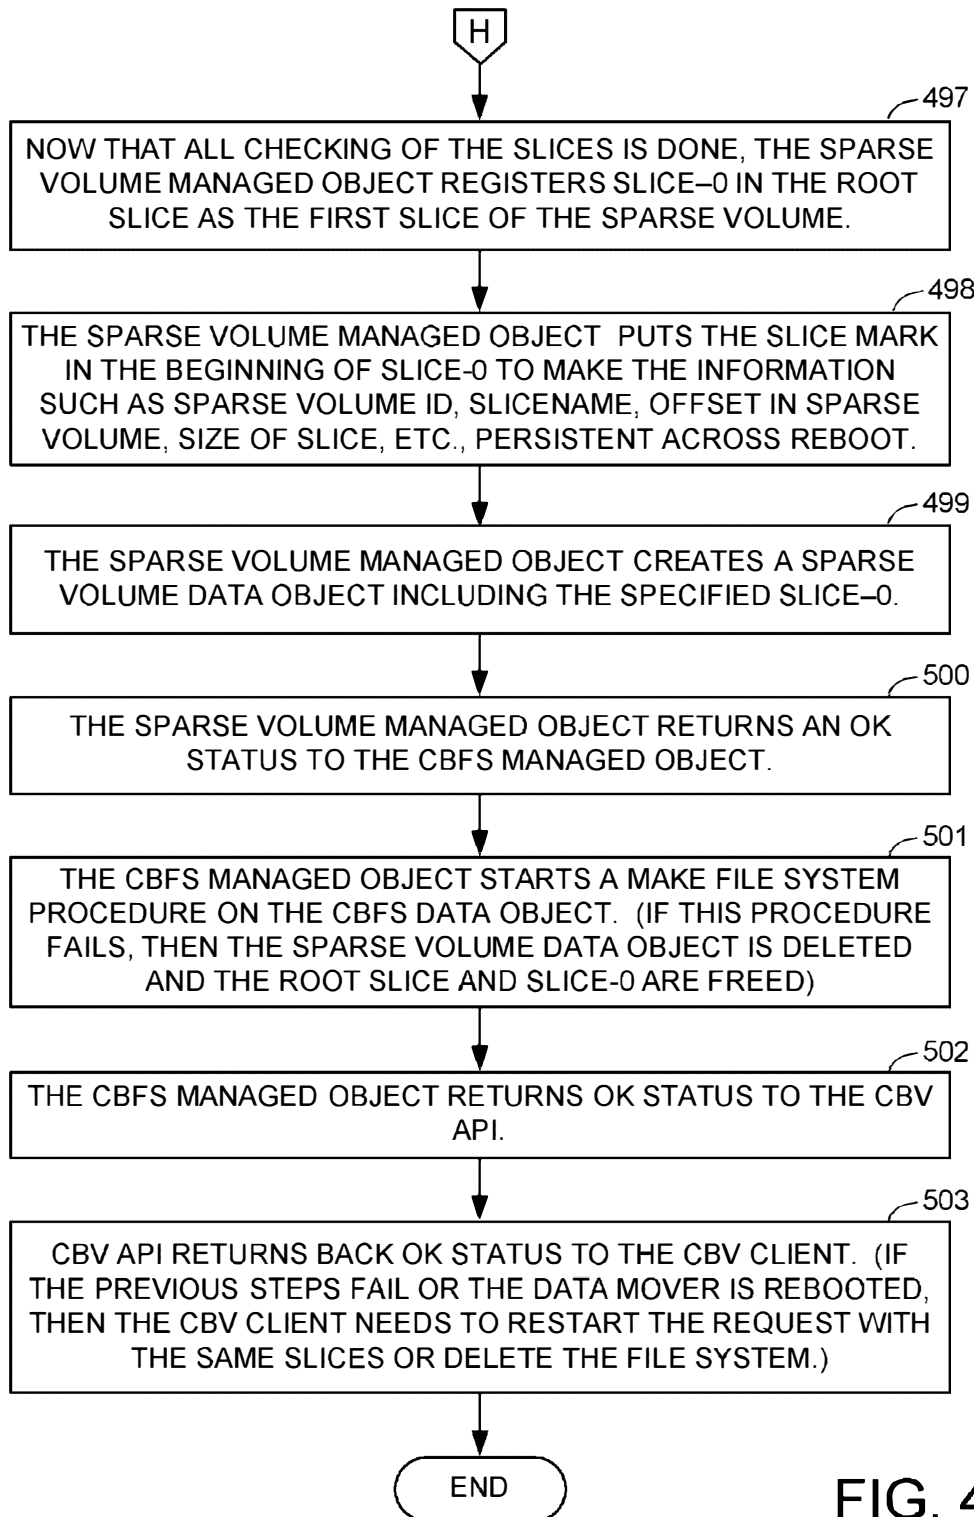 H
497
NOW THAT ALL CHECKING OF THE SLICES IS DONE, THE SPARSE
VOLUME MANAGED OBJECT REGISTERS SLICE–0 IN THE ROOT
SLICE AS THE FIRST SLICE OF THE SPARSE VOLUME.
498
THE SPARSE VOLUME MANAGED OBJECT PUTS THE SLICE MARK
IN THE BEGINNING OF SLICE-0 TO MAKE THE INFORMATION
SUCH AS SPARSE VOLUME ID, SLICENAME, OFFSET IN SPARSE
VOLUME, SIZE OF SLICE, ETC., PERSISTENT ACROSS REBOOT.
499
THE SPARSE VOLUME MANAGED OBJECT CREATES A SPARSE
VOLUME DATA OBJECT INCLUDING THE SPECIFIED SLICE–0.
500
THE SPARSE VOLUME MANAGED OBJECT RETURNS AN OK
STATUS TO THE CBFS MANAGED OBJECT.
501
THE CBFS MANAGED OBJECT STARTS A MAKE FILE SYSTEM
PROCEDURE ON THE CBFS DATA OBJECT. (IF THIS PROCEDURE
FAILS, THEN THE SPARSE VOLUME DATA OBJECT IS DELETED
AND THE ROOT SLICE AND SLICE-0 ARE FREED)
502
THE CBFS MANAGED OBJECT RETURNS OK STATUS TO THE CBV
API.
503
CBV API RETURNS BACK OK STATUS TO THE CBV CLIENT. (IF
THE PREVIOUS STEPS FAIL OR THE DATA MOVER IS REBOOTED,
THEN THE CBV CLIENT NEEDS TO RESTART THE REQUEST WITH
THE SAME SLICES OR DELETE THE FILE SYSTEM.)
END
FIG.